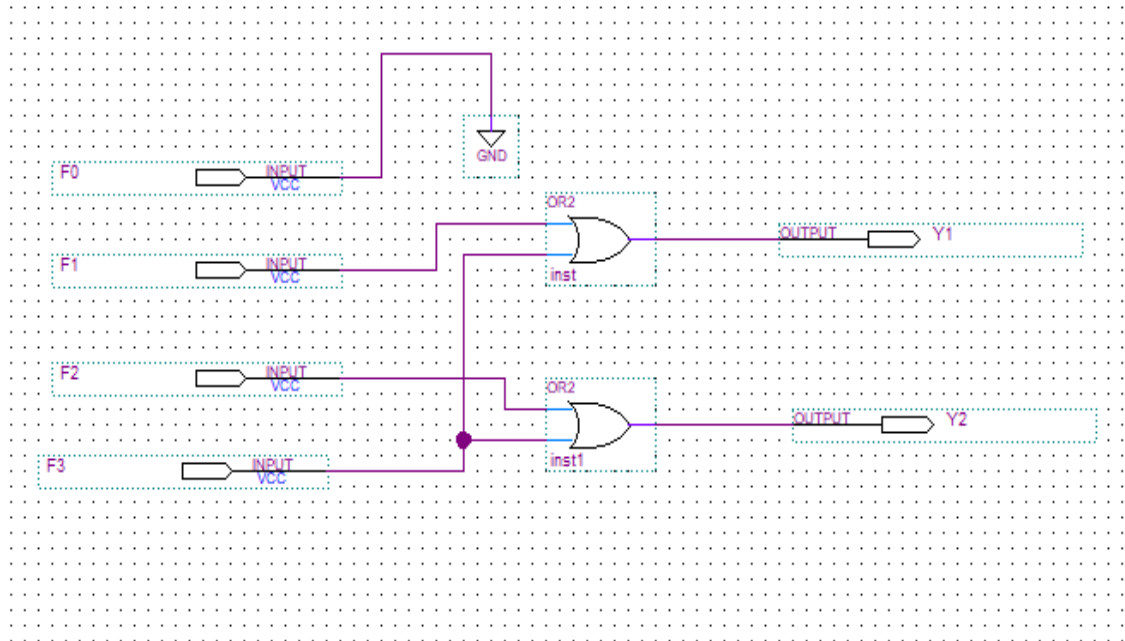 GND
F0
INPUT
VCC
OR2
OUTPUT
Y1
F1
INPUT
VCC
inst
F2
INPUT
VCC
OR2
OUTPUT
Y2
F3
INPUT
VCC
inst1